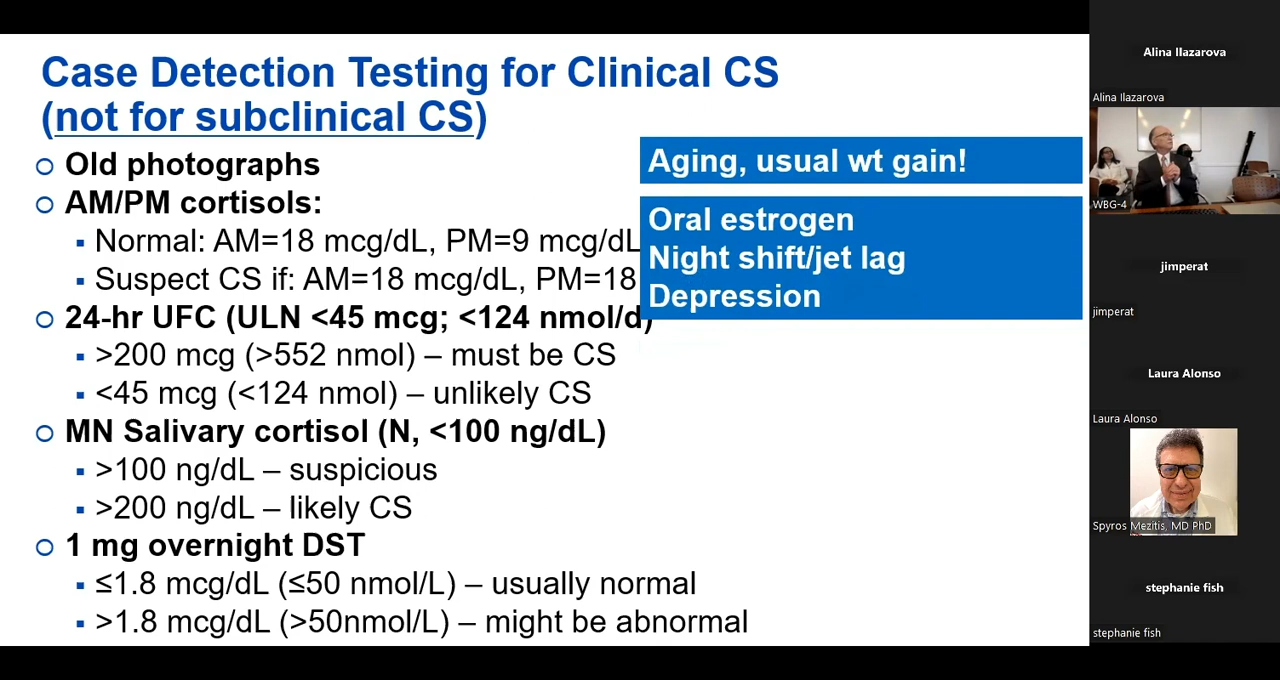 Case Detection Testing for Clinical CS
(not for subclinical CS)
Old photographs
AM/PM cortisols:
Normal: AM=18 mcg/dL, PM=9 mcg/dL
Suspect CS if: AM=18 mcg/dL, PM=18
24-hr UFC (ULN <45 mcg; <124 nmol/d)
>200 mcg (>552 nmol) – must be CS
<45 mcg (<124 nmol) – unlikely CS
MN Salivary cortisol (N, <100 ng/dL)
>100 ng/dL – suspicious
>200 ng/dL – likely CS
1 mg overnight DST
≤1.8 mcg/dL (≤50 nmol/L) – usually normal
>1.8 mcg/dL (>50nmol/L) – might be abnormal
Aging, usual wt gain!
Oral estrogen
Night shift/jet lag
Depression
Alina Ilazarova
Alina Ilazarova
WBG-4
jimperat
jimperat
Laura Alonso
Laura Alonso
Spyros Mezitis, MD PhD
stephanie fish
stephanie fish